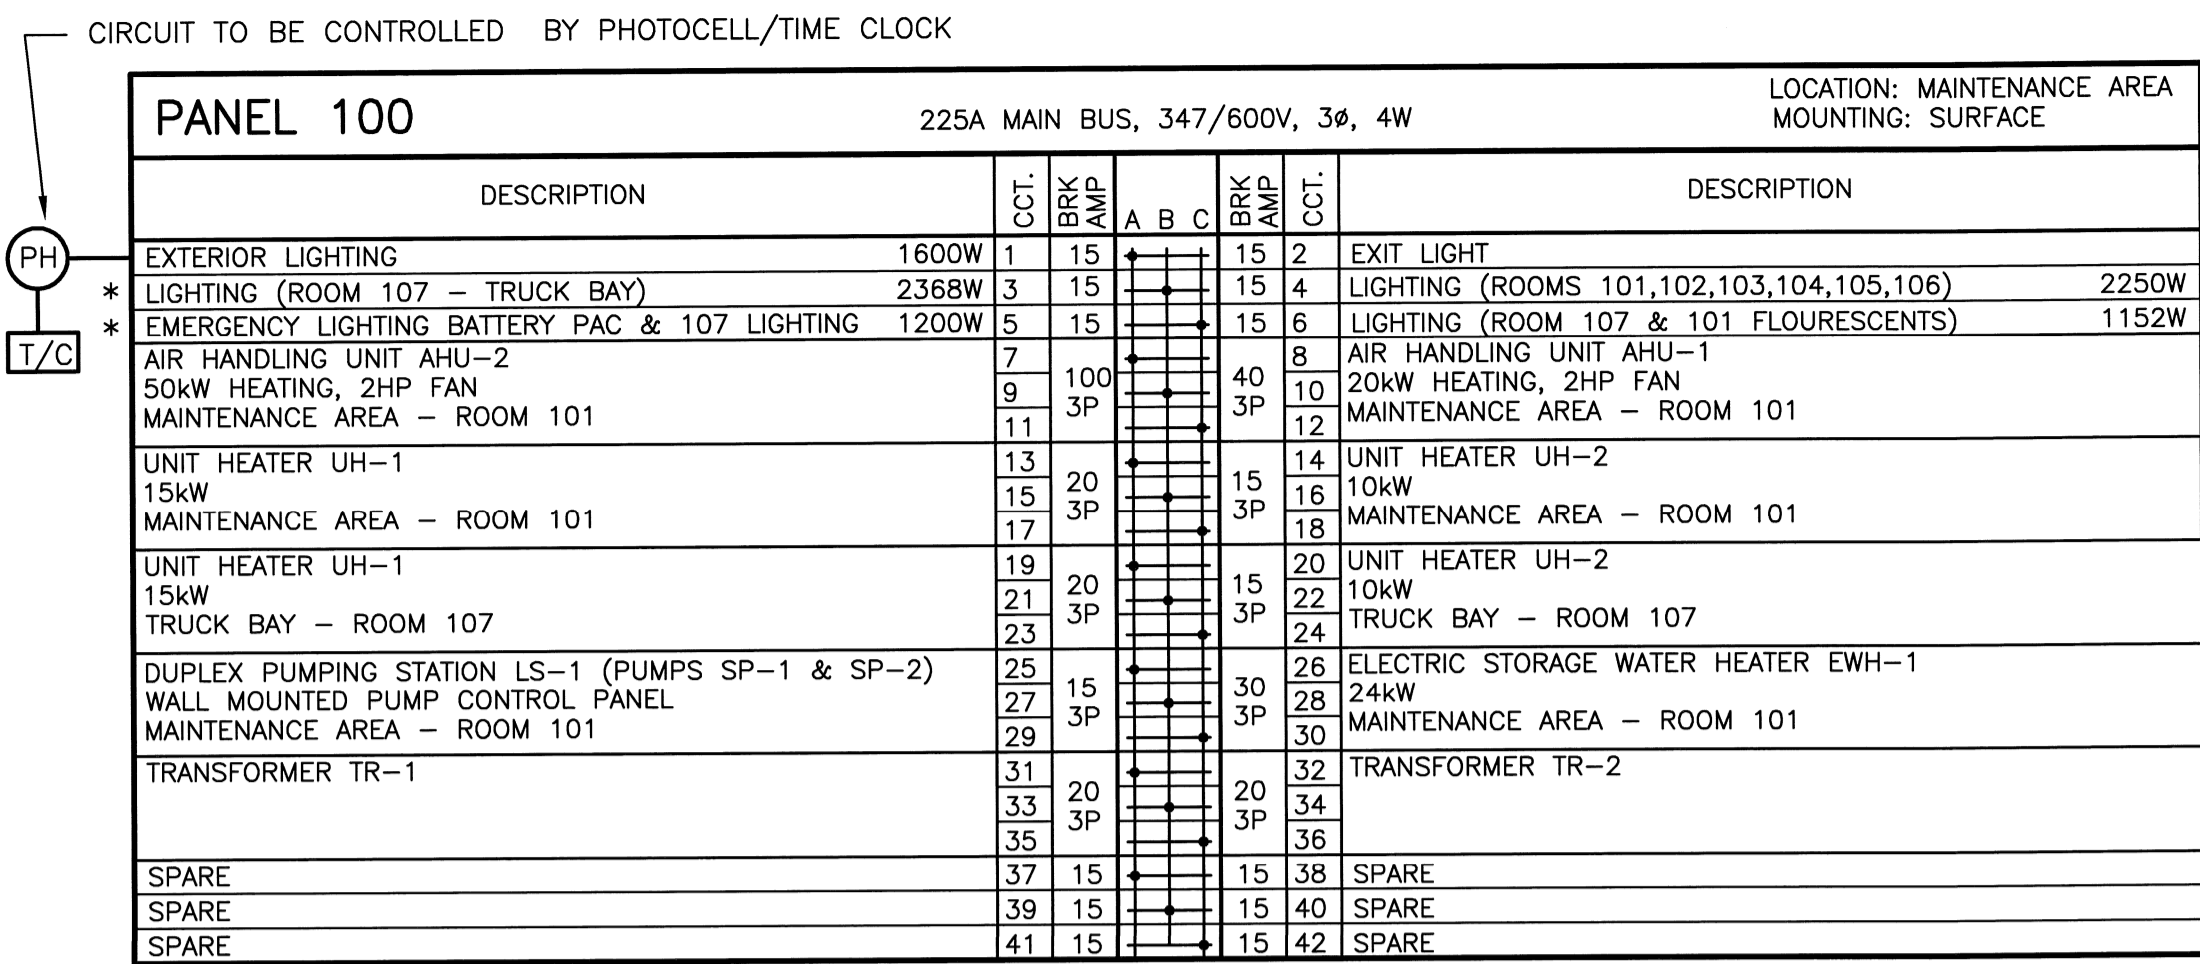 CIRCUIT TO BE CONTROLLED BY PHOTOCELL/TIME CLOCK
PANEL 100
225A MAIN BUS, 347/600V, 3ø, 4W
LOCATION: MAINTENANCE AREA
MOUNTING: SURFACE
DESCRIPTION CCT. BRK AMP A B C BRK AMP CCT. DESCRIPTION
PH
T/C
EXTERIOR LIGHTING 1600W 1 15 15 2 EXIT LIGHT
* LIGHTING (ROOM 107 – TRUCK BAY) 2368W 3 15 15 4 LIGHTING (ROOMS 101,102,103,104,105,106) 2250W
* EMERGENCY LIGHTING BATTERY PAC & 107 LIGHTING 1200W 5 15 15 6 LIGHTING (ROOM 107 & 101 FLOURESCENTS) 1152W
AIR HANDLING UNIT AHU–2 7 8 AIR HANDLING UNIT AHU–1
50kW HEATING, 2HP FAN 9 100 3P 40 3P 10 20kW HEATING, 2HP FAN
MAINTENANCE AREA – ROOM 101 11 12 MAINTENANCE AREA – ROOM 101
UNIT HEATER UH–1 13 14 UNIT HEATER UH–2
15kW 15 20 3P 15 3P 16 10kW
MAINTENANCE AREA – ROOM 101 17 18 MAINTENANCE AREA – ROOM 101
UNIT HEATER UH–1 19 20 UNIT HEATER UH–2
15kW 21 20 3P 15 3P 22 10kW
TRUCK BAY – ROOM 107 23 24 TRUCK BAY – ROOM 107
DUPLEX PUMPING STATION LS–1 (PUMPS SP–1 & SP–2) 25 26 ELECTRIC STORAGE WATER HEATER EWH–1
WALL MOUNTED PUMP CONTROL PANEL 27 15 3P 30 3P 28 24kW
MAINTENANCE AREA – ROOM 101 29 30 MAINTENANCE AREA – ROOM 101
TRANSFORMER TR–1 31 32 TRANSFORMER TR–2
33 20 3P 20 3P 34
35 36
SPARE 37 15 15 38 SPARE
SPARE 39 15 15 40 SPARE
SPARE 41 15 15 42 SPARE